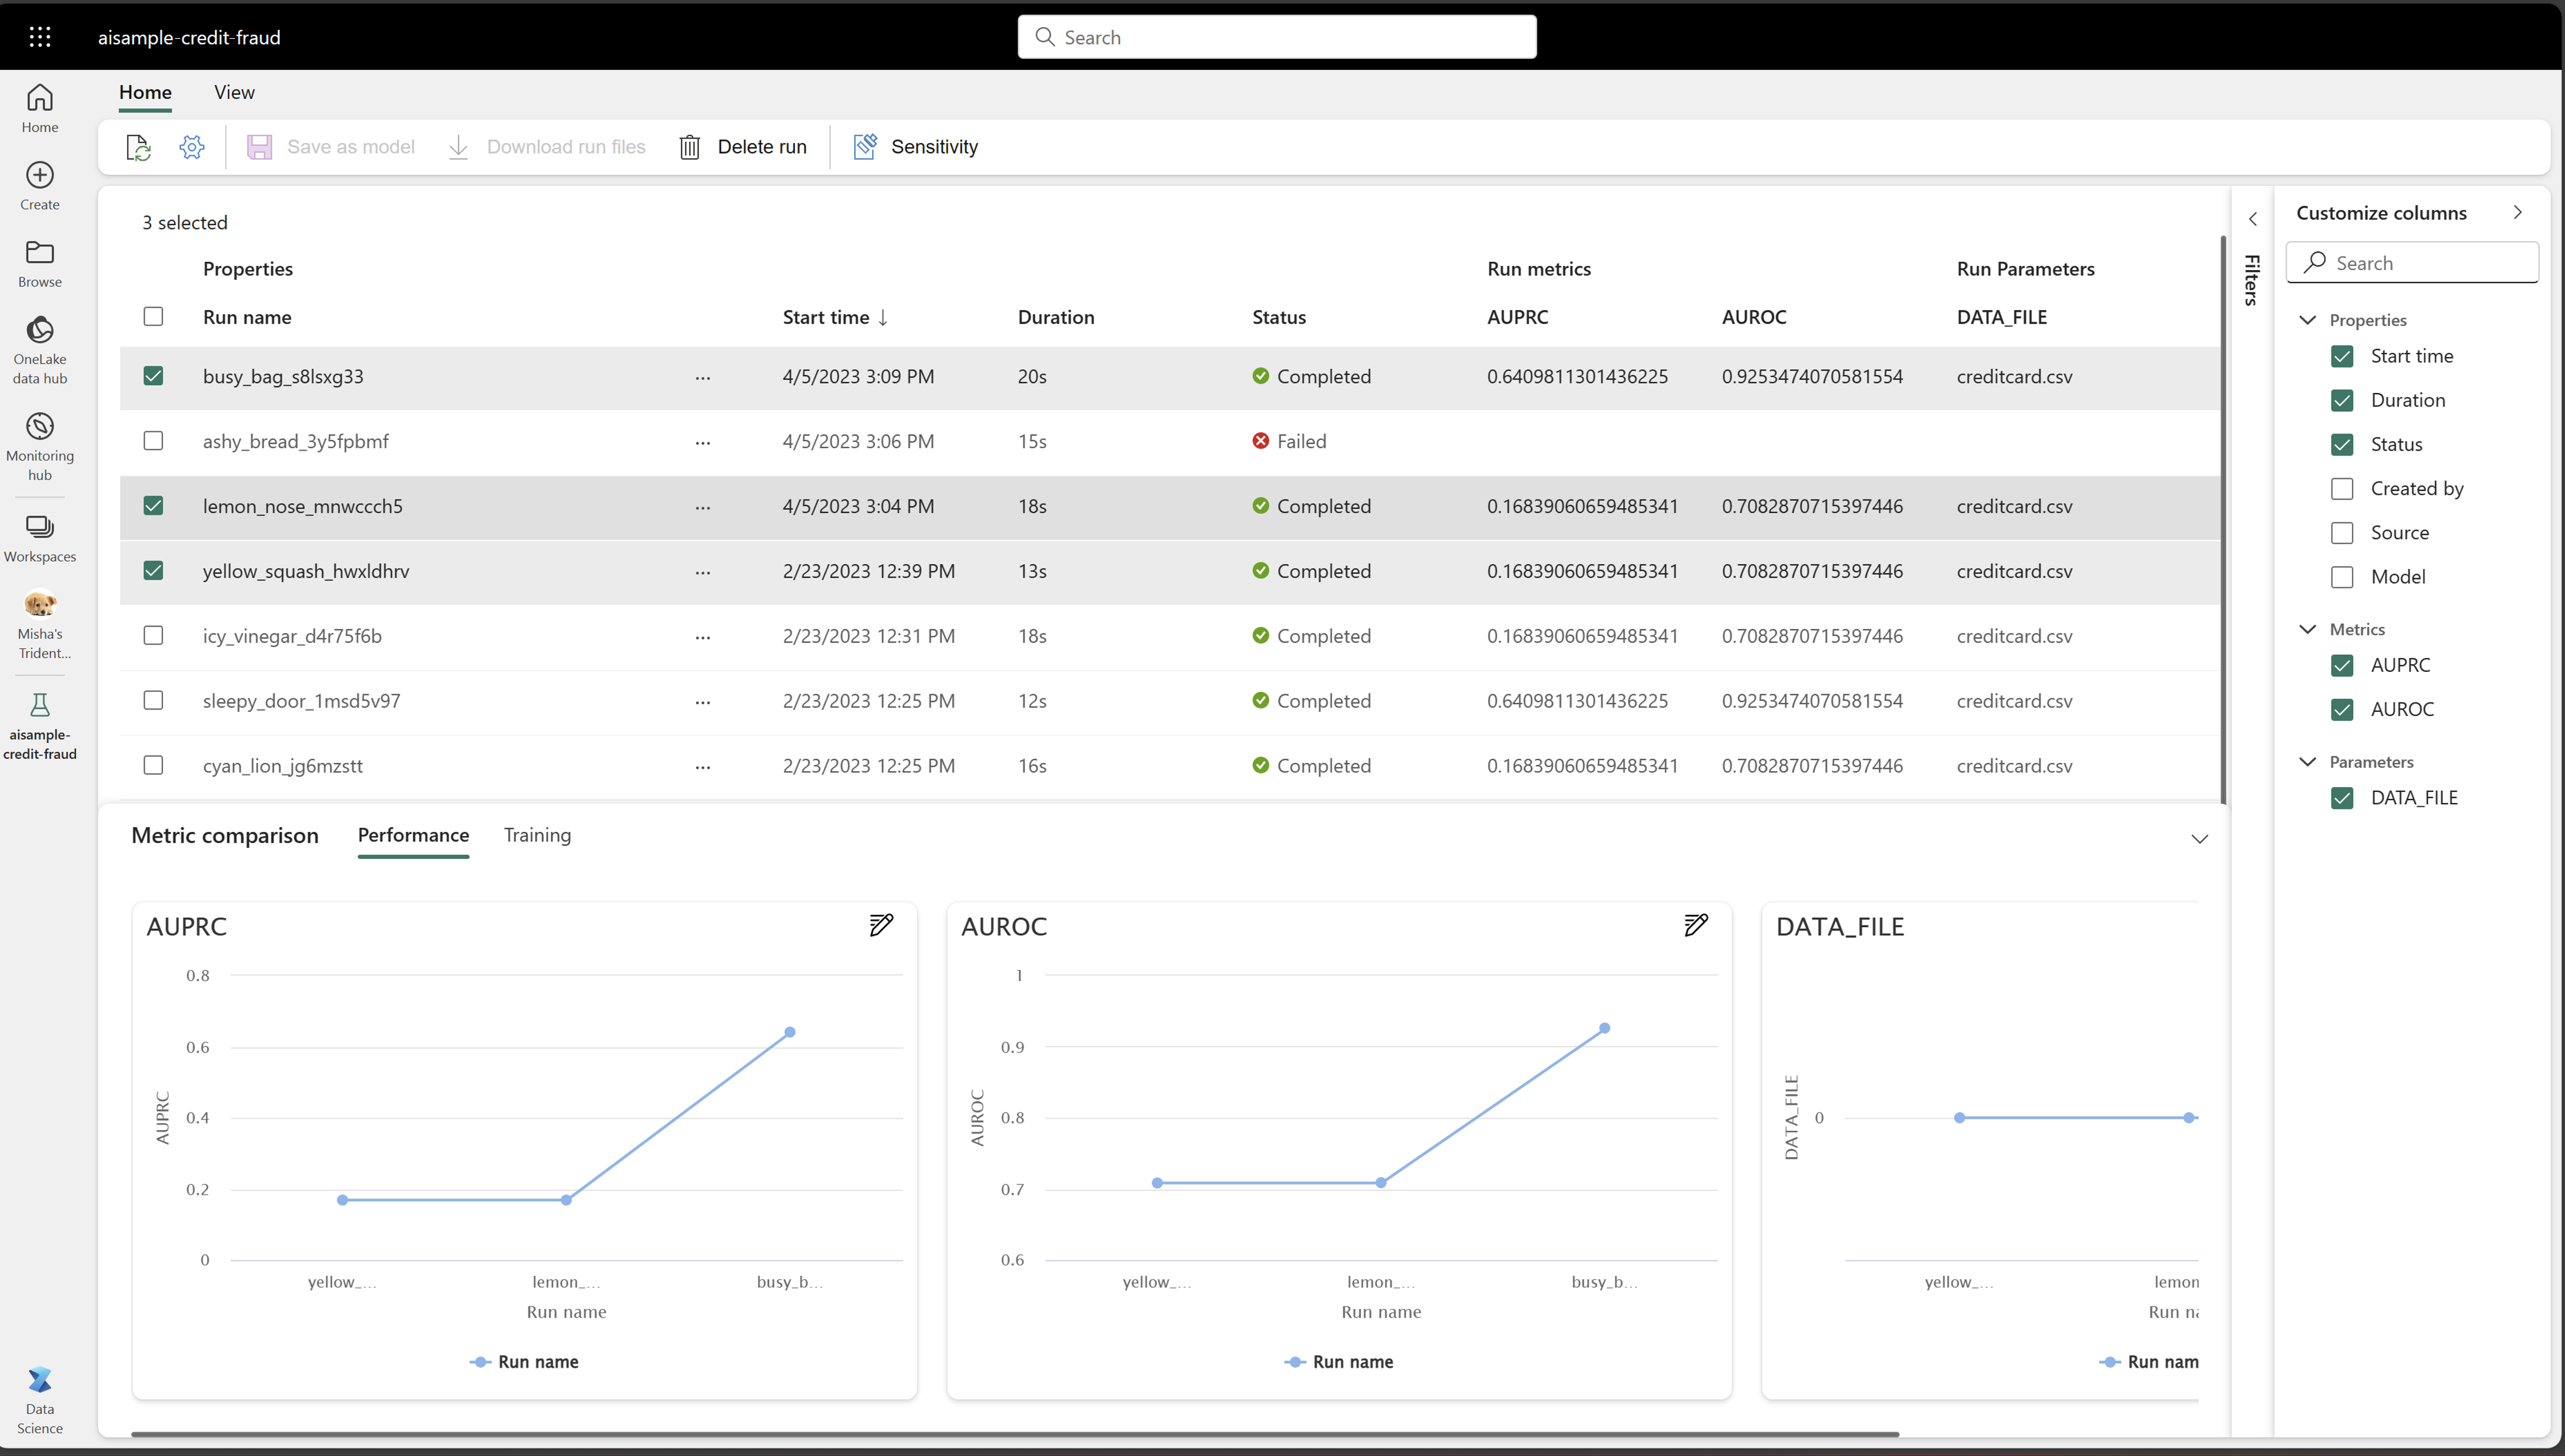 aisample-credit-fraud
Search
Home
Create
Browse
OneLake
data hub
Monitoring
hub
Workspaces
Misha's
Trident...
aisample-
credit-fraud
Data
Science
Home View
Save as model Download run files Delete run Sensitivity
3 selected
Properties Run metrics Run Parameters
Run name Start time ↓ Duration Status AUPRC AUROC DATA_FILE
busy_bag_s8lsxg33 ... 4/5/2023 3:09 PM 20s Completed 0.6409811301436225 0.9253474070581554 creditcard.csv
ashy_bread_3y5fpbmf ... 4/5/2023 3:06 PM 15s Failed
lemon_nose_mnwccch5 ... 4/5/2023 3:04 PM 18s Completed 0.16839060659485341 0.7082870715397446 creditcard.csv
yellow_squash_hwxldhrv ... 2/23/2023 12:39 PM 13s Completed 0.16839060659485341 0.7082870715397446 creditcard.csv
icy_vinegar_d4r75f6b ... 2/23/2023 12:31 PM 18s Completed 0.16839060659485341 0.7082870715397446 creditcard.csv
sleepy_door_1msd5v97 ... 2/23/2023 12:25 PM 12s Completed 0.6409811301436225 0.9253474070581554 creditcard.csv
cyan_lion_jg6mzstt ... 2/23/2023 12:25 PM 16s Completed 0.16839060659485341 0.7082870715397446 creditcard.csv
Filters
Customize columns
Search
Properties
Start time
Duration
Status
Created by
Source
Model
Metrics
AUPRC
AUROC
Parameters
DATA_FILE
Metric comparison Performance Training
AUPRC
0.8
0.6
0.4
0.2
0
AUPRC
yellow_... lemon_... busy_b...
Run name
Run name
AUROC
1
0.9
0.8
0.7
0.6
AUROC
yellow_... lemon_... busy_b...
Run name
Run name
DATA_FILE
0
DATA_FILE
yellow_... lemon
Run na
Run nam